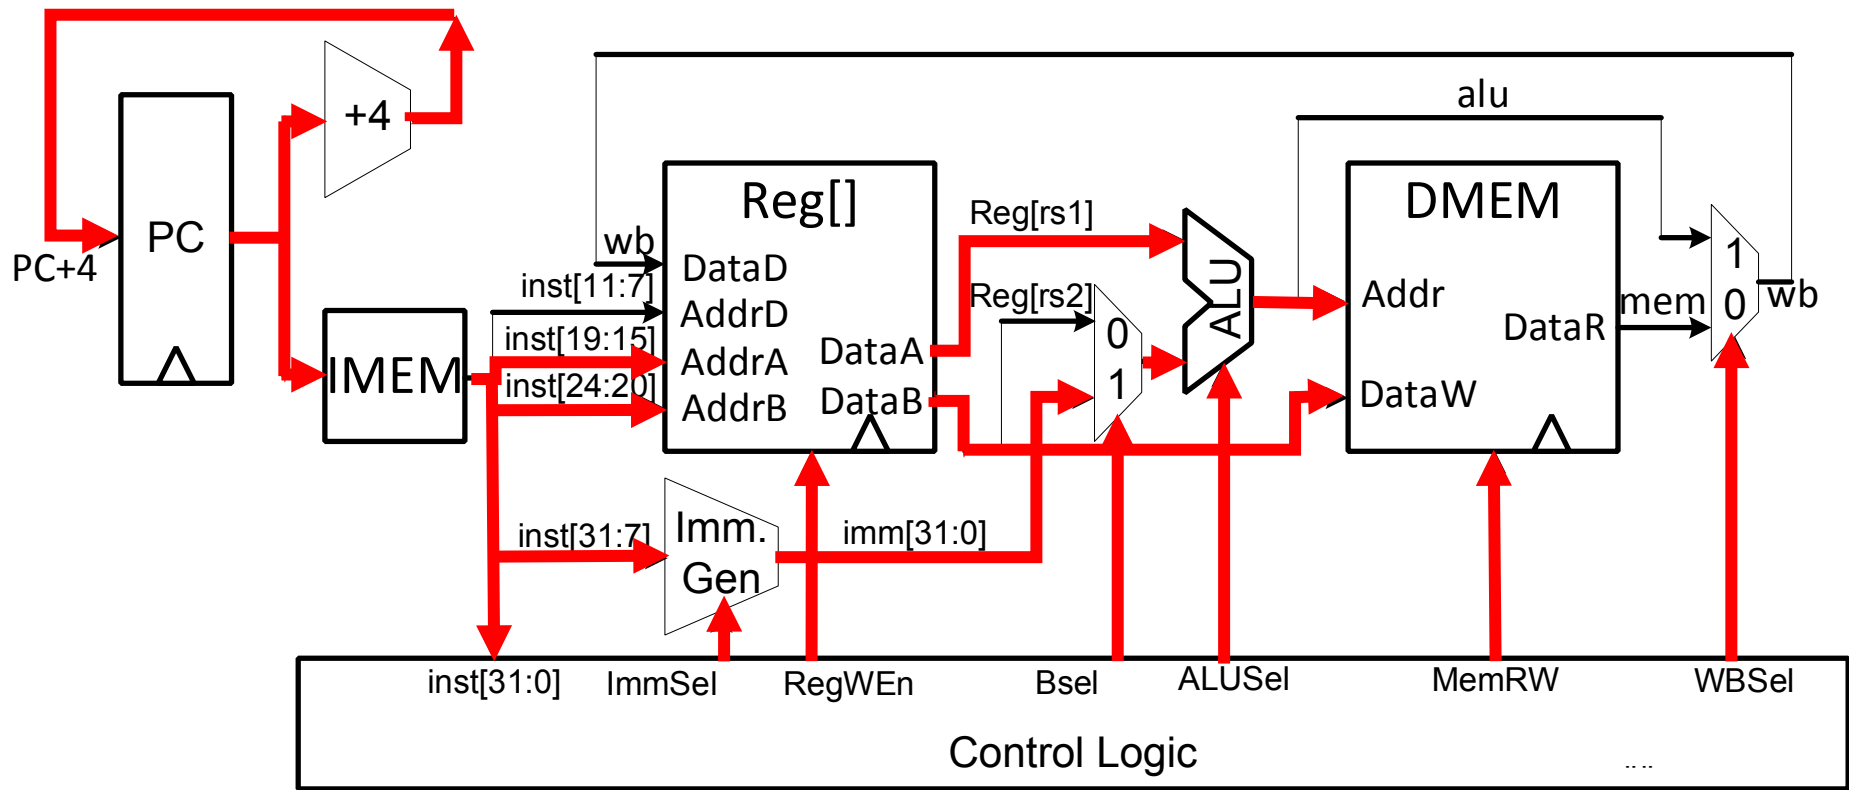 +4
alu
PC
PC+4
Reg[]
wb
DataD
inst[11:7]
AddrD
inst[19:15]
AddrA
DataA
inst[24:20]
AddrB
DataB
IMEM
Reg[rs1]
Reg[rs2]
0
1
ALU
DMEM
Addr
DataR
DataW
mem
1
0
wb
inst[31:7]
Imm.
Gen
imm[31:0]
inst[31:0]
ImmSel
RegWEn
Bsel
ALUSel
MemRW
WBSel
Control Logic
.. ..